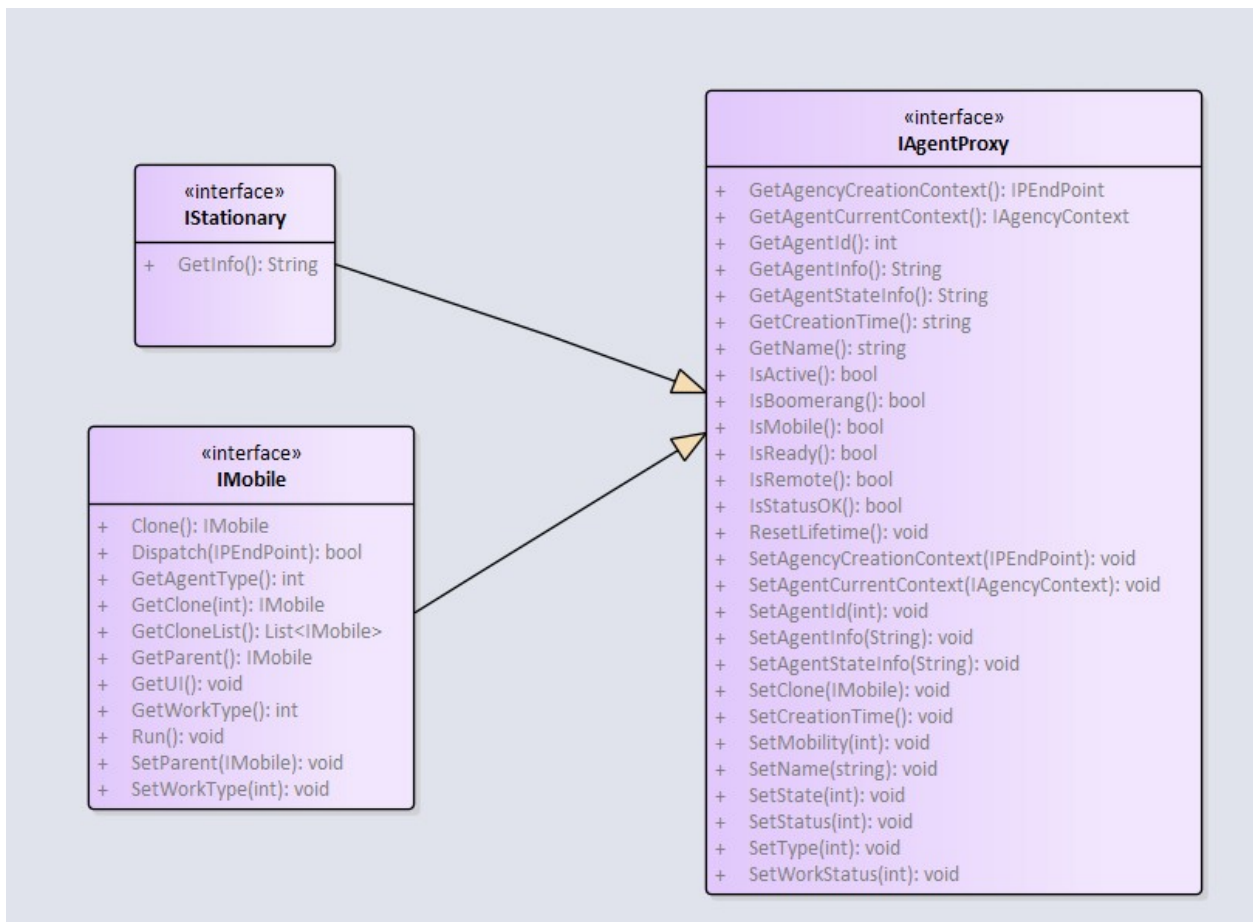 «interface»
IStationary
+ GetInfo(): String
«interface»
IMobile
+ Clone(): IMobile
+ Dispatch(IPEndPoint): bool
+ GetAgentType(): int
+ GetClone(int): IMobile
+ GetCloneList(): List<IMobile>
+ GetParent(): IMobile
+ GetUI(): void
+ GetWorkType(): int
+ Run(): void
+ SetParent(IMobile): void
+ SetWorkType(int): void
«interface»
IAgentProxy
+ GetAgencyCreationContext(): IPEndPoint
+ GetAgentCurrentContext(): IAgencyContext
+ GetAgentId(): int
+ GetAgentInfo(): String
+ GetAgentStateInfo(): String
+ GetCreationTime(): string
+ GetName(): string
+ IsActive(): bool
+ IsBoomerang(): bool
+ IsMobile(): bool
+ IsReady(): bool
+ IsRemote(): bool
+ IsStatusOK(): bool
+ ResetLifetime(): void
+ SetAgencyCreationContext(IPEndPoint): void
+ SetAgentCurrentContext(IAgencyContext): void
+ SetAgentId(int): void
+ SetAgentInfo(String): void
+ SetAgentStateInfo(String): void
+ SetClone(IMobile): void
+ SetCreationTime(): void
+ SetMobility(int): void
+ SetName(string): void
+ SetState(int): void
+ SetStatus(int): void
+ SetType(int): void
+ SetWorkStatus(int): void